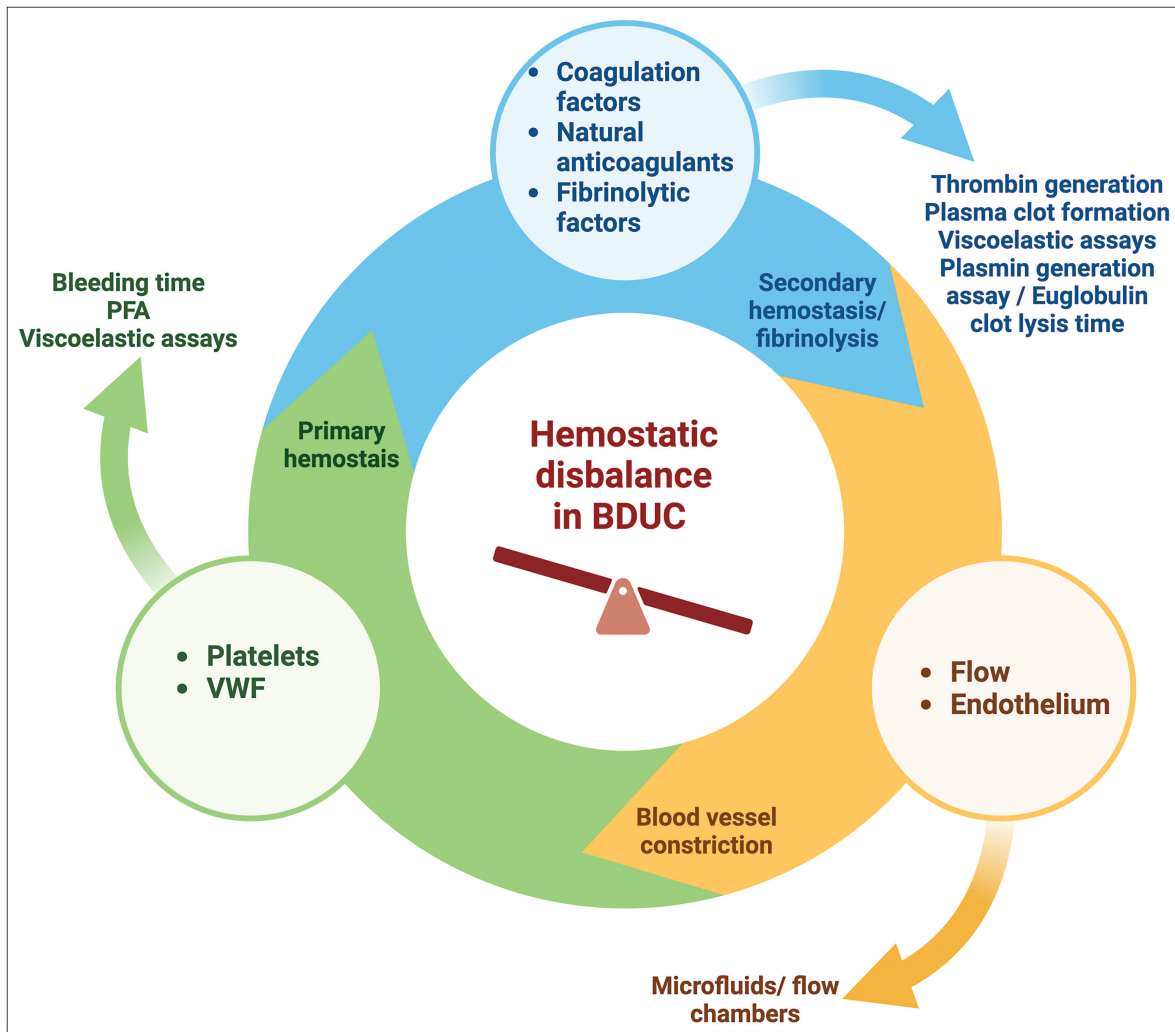 • Coagulation
factors
• Natural
anticoagulants
• Fibrinolytic
factors
Thrombin generation
Plasma clot formation
Viscoelastic assays
Plasmin generation
assay / Euglobulin
clot lysis time
Bleeding time
PFA
Viscoelastic assays
Secondary
hemostasis/
fibrinolysis
Primary
hemostais
Hemostatic
disbalance
in BDUC
• Platelets
• VWF
• Flow
• Endothelium
Blood vessel
constriction
Microfluids/ flow
chambers